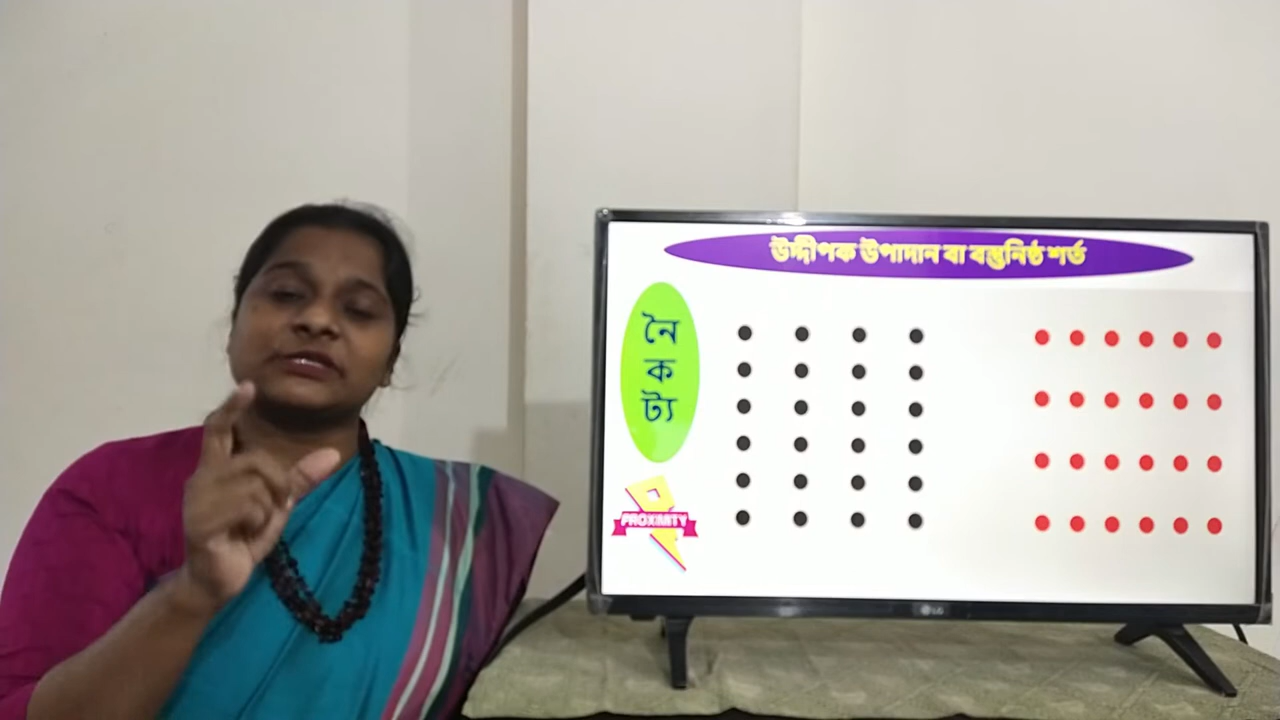 উদ্দীপক উপাদান বা বস্তুনিষ্ঠ শর্ত
নৈ
ক
ট্য
PROXIMITY
LG